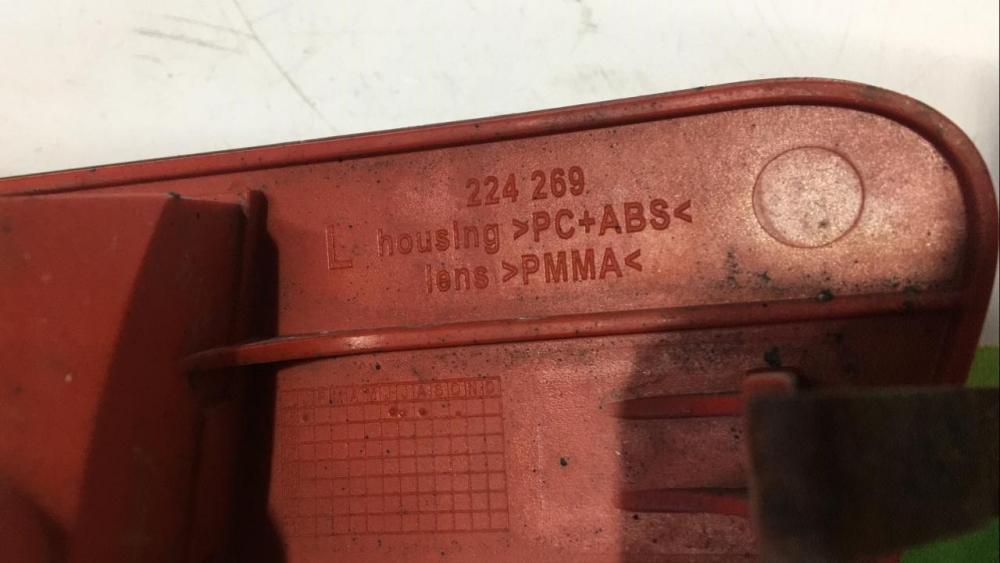 224 269
L housing >PC+ABS<
lens >PMMA<
J F M A M J J A S O N D